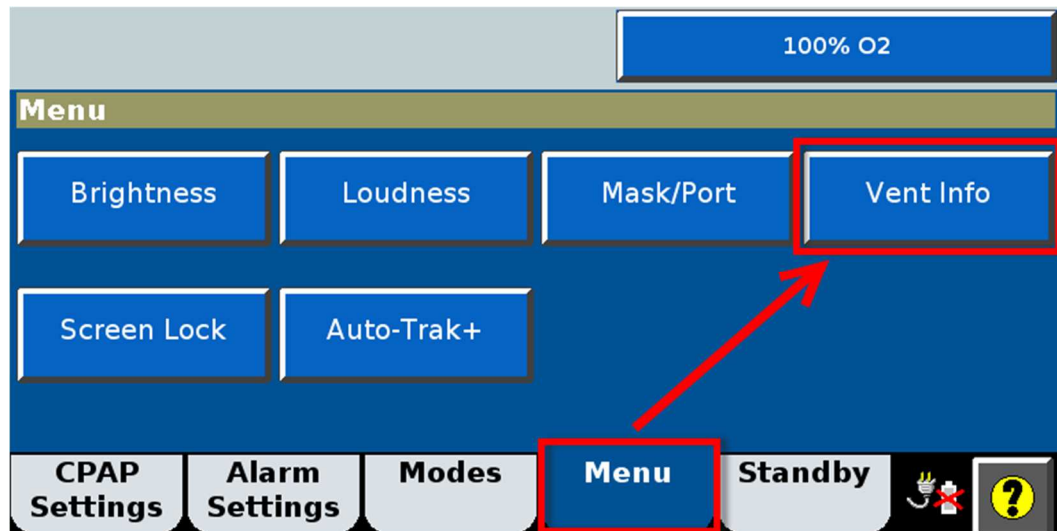 100% O2
Menu
Brightness
Loudness
Mask/Port
Vent Info
Screen Lock
Auto-Trak+
CPAP
Settings
Alarm
Settings
Modes
Menu
Standby
?